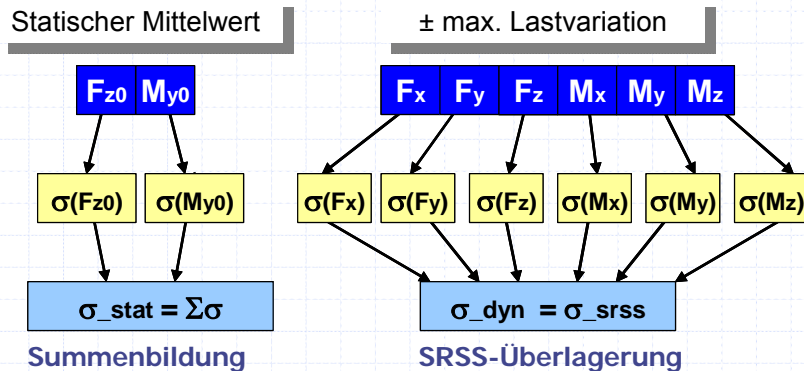 Statischer Mittelwert
± max. Lastvariation
Fz0 My0
Fx Fy Fz Mx My Mz
σ(Fz0) σ(My0)
σ(Fx) σ(Fy) σ(Fz) σ(Mx) σ(My) σ(Mz)
σ_stat = Σσ
σ_dyn = σ_srss
Summenbildung
SRSS-Überlagerung